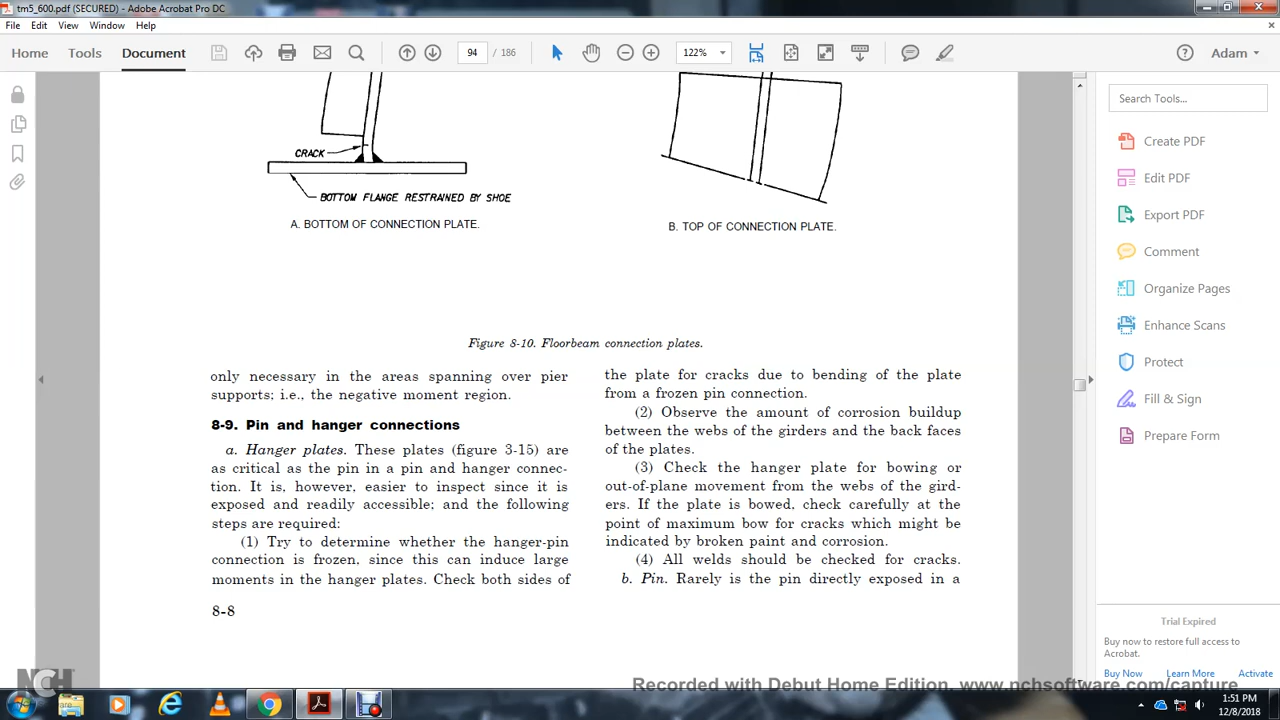 tm5_600.pdf (SECURED) - Adobe Acrobat Pro DC
File Edit View Window Help
Home Tools Document 94 / 186 122% Adam
CRACK
BOTTOM FLANGE RESTRAINED BY SHOE
A. BOTTOM OF CONNECTION PLATE.
B. TOP OF CONNECTION PLATE.
Figure 8-10. Floorbeam connection plates.
only necessary in the areas spanning over pier
supports; i.e., the negative moment region.
8-9. Pin and hanger connections
a. Hanger plates. These plates (figure 3-15) are
as critical as the pin in a pin and hanger connec-
tion. It is, however, easier to inspect since it is
exposed and readily accessible; and the following
steps are required:
(1) Try to determine whether the hanger-pin
connection is frozen, since this can induce large
moments in the hanger plates. Check both sides of
8-8
the plate for cracks due to bending of the plate
from a frozen pin connection.
(2) Observe the amount of corrosion buildup
between the webs of the girders and the back faces
of the plates.
(3) Check the hanger plate for bowing or
out-of-plane movement from the webs of the gird-
ers. If the plate is bowed, check carefully at the
point of maximum bow for cracks which might be
indicated by broken paint and corrosion.
(4) All welds should be checked for cracks.
b. Pin. Rarely is the pin directly exposed in a
Search Tools...
Create PDF
Edit PDF
Export PDF
Comment
Organize Pages
Enhance Scans
Protect
Fill & Sign
Prepare Form
Trial Expired
Buy now to restore full access to
Acrobat.
Buy Now Learn More Activate
NCH
Recorded with Debut Home Edition. www.nchsoftware.com/capture
1:51 PM
12/8/2018